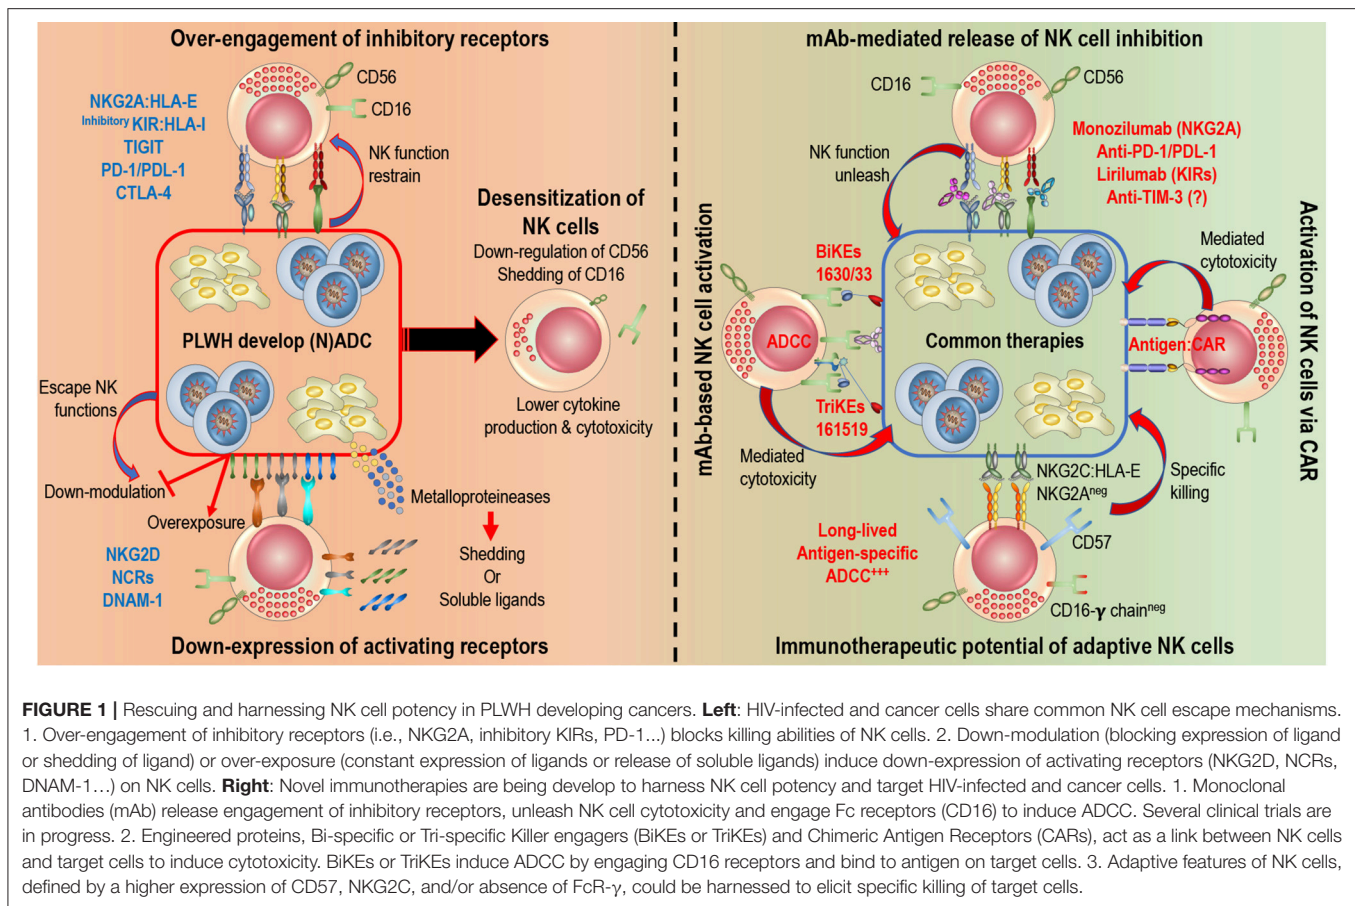 Over-engagement of inhibitory receptors
CD56
CD16
NKG2A:HLA-E
Inhibitory KIR:HLA-I
TIGIT
PD-1/PDL-1
CTLA-4
NK function
restrain
Desensitization of
NK cells
Down-regulation of CD56
Shedding of CD16
PLWH develop (N)ADC
Lower cytokine
production & cytotoxicity
Escape NK
functions
Down-modulation
Overexposure
Metalloproteases
Shedding
Or
Soluble ligands
NKG2D
NCRs
DNAM-1
Down-expression of activating receptors
mAb-mediated release of NK cell inhibition
CD16
CD56
NK function
unleash
Monozilumab (NKG2A)
Anti-PD-1/PDL-1
Lirilumab (KIRs)
Anti-TIM-3 (?)
mAb-based NK cell activation
BiKEs
1630/33
ADCC
TriKEs
161519
Mediated
cytotoxicity
Common therapies
Mediated
cytotoxicity
Antigen:CAR
Activation of NK cells via CAR
NKG2C:HLA-E
NKG2Aneg
Specific
killing
CD57
Long-lived
Antigen-specific
ADCC+++
CD16-γ chainneg
Immunotherapeutic potential of adaptive NK cells
FIGURE 1 | Rescuing and harnessing NK cell potency in PLWH developing cancers. Left: HIV-infected and cancer cells share common NK cell escape mechanisms.
1. Over-engagement of inhibitory receptors (i.e., NKG2A, inhibitory KIRs, PD-1...) blocks killing abilities of NK cells. 2. Down-modulation (blocking expression of ligand
or shedding of ligand) or over-exposure (constant expression of ligands or release of soluble ligands) induce down-expression of activating receptors (NKG2D, NCRs,
DNAM-1…) on NK cells. Right: Novel immunotherapies are being develop to harness NK cell potency and target HIV-infected and cancer cells. 1. Monoclonal
antibodies (mAb) release engagement of inhibitory receptors, unleash NK cell cytotoxicity and engage Fc receptors (CD16) to induce ADCC. Several clinical trials are
in progress. 2. Engineered proteins, Bi-specific or Tri-specific Killer engagers (BiKEs or TriKEs) and Chimeric Antigen Receptors (CARs), act as a link between NK cells
and target cells to induce cytotoxicity. BiKEs or TriKEs induce ADCC by engaging CD16 receptors and bind to antigen on target cells. 3. Adaptive features of NK cells,
defined by a higher expression of CD57, NKG2C, and/or absence of FcR-γ, could be harnessed to elicit specific killing of target cells.